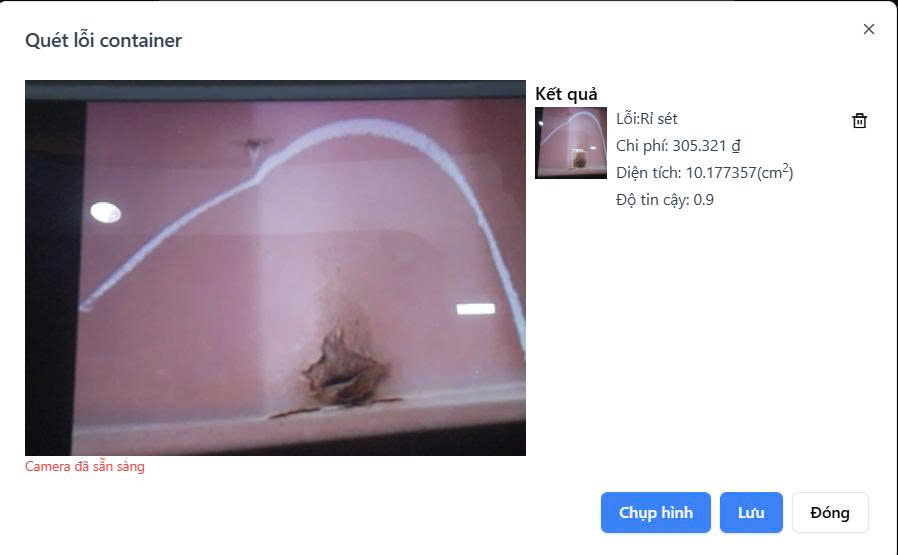 Quét lỗi container
Kết quả
Lỗi:Rỉ sét
Chi phí: 305.321 ₫
Diện tích: 10.177357(cm²)
Độ tin cậy: 0.9
Camera đã sẵn sàng
Chụp hình
Lưu
Đóng